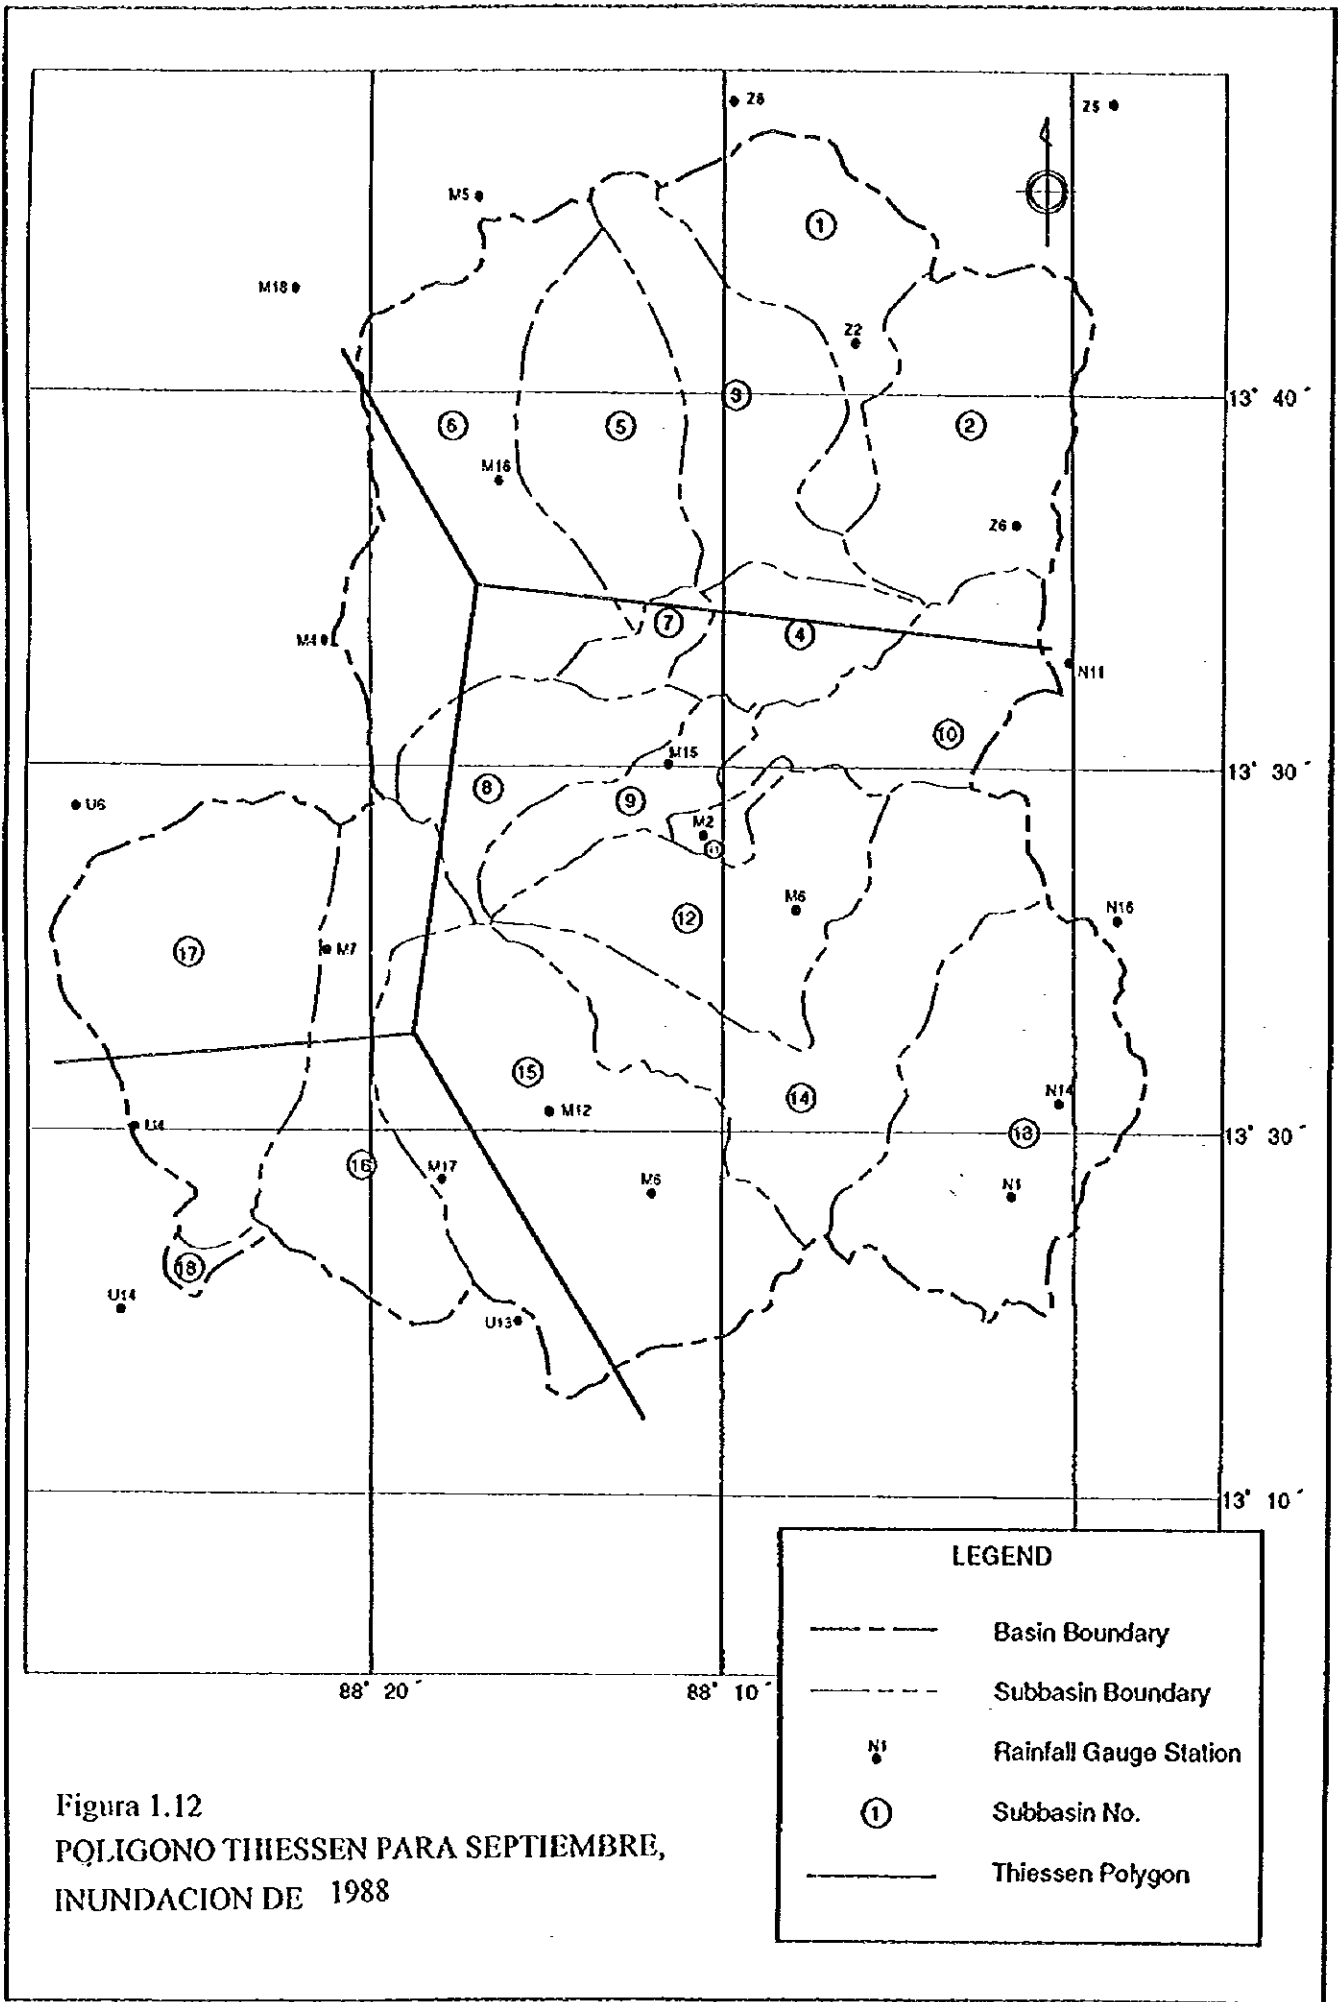 Z8
Z5
M5
1
M18
Z2
13° 40´
3
6
5
2
M16
Z6
7
4
M4
N11
10
M15
13° 30´
8
U6
9
M2
11
M6
N16
12
17
M7
15
14
N14
M12
U4
13
13° 30´
16
M17
M6
N1
18
U14
U13
13° 10´
88° 20´
88° 10´
LEGEND
Basin Boundary
Subbasin Boundary
N1
Rainfall Gauge Station
1
Subbasin No.
Thiessen Polygon
Figura 1.12
POLIGONO THIESSEN PARA SEPTIEMBRE,
INUNDACION DE 1988